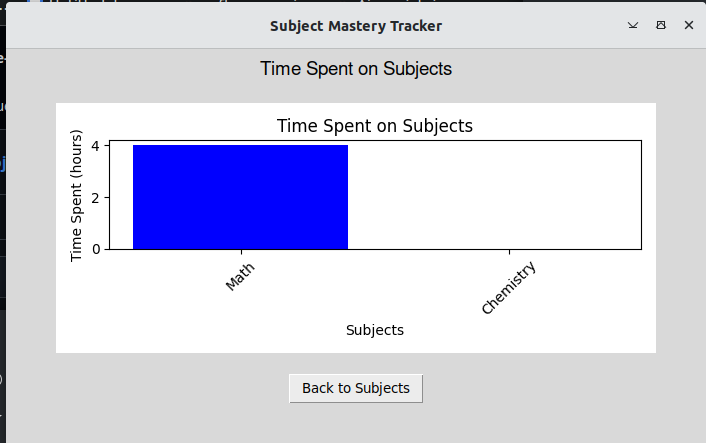 Subject Mastery Tracker
Time Spent on Subjects
Time Spent on Subjects
Time Spent (hours)
4
2
0
Math
Chemistry
Subjects
Back to Subjects